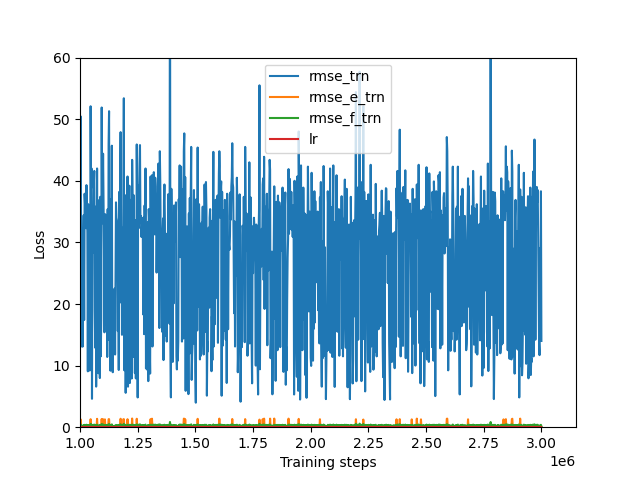 60
50
40
30
20
10
0
Loss
rmse_trn
rmse_e_trn
rmse_f_trn
lr
1.00 1.25 1.50 1.75 2.00 2.25 2.50 2.75 3.00
1e6
Training steps